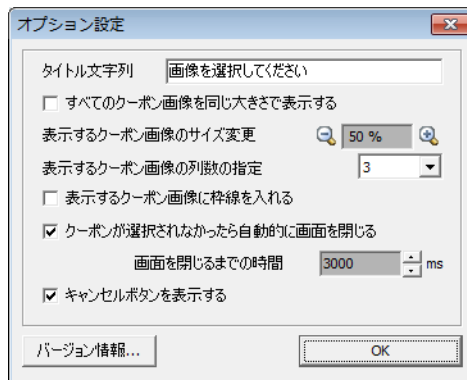 オプション設定
タイトル文字列 画像を選択してください
すべてのクーポン画像を同じ大きさで表示する
表示するクーポン画像のサイズ変更 50 %
表示するクーポン画像の列数の指定 3
表示するクーポン画像に枠線を入れる
クーポンが選択されなかったら自動的に画面を閉じる
画面を閉じるまでの時間 3000 ms
キャンセルボタンを表示する
バージョン情報... OK